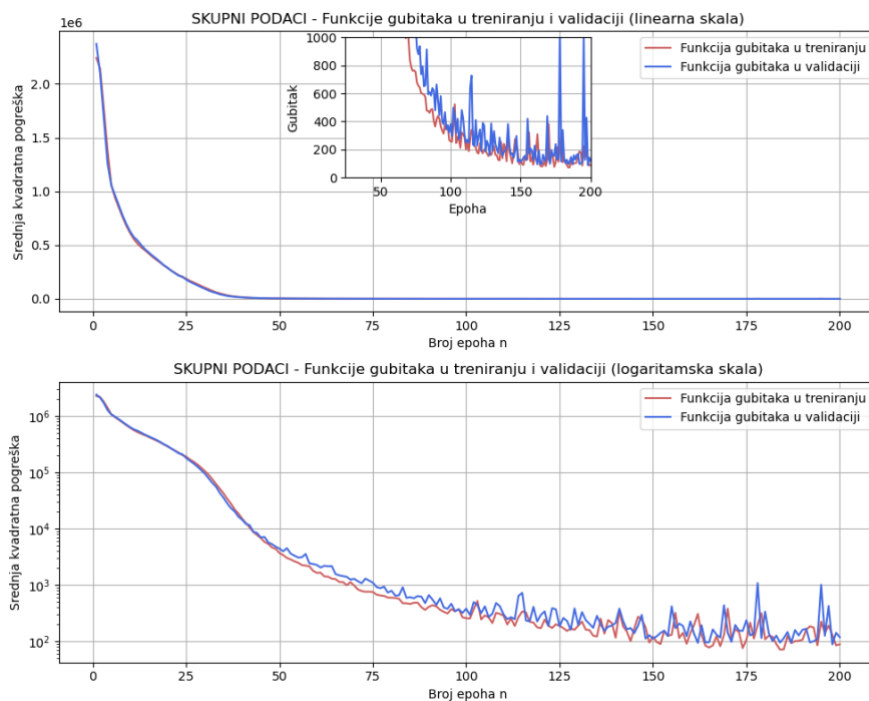 SKUPNI PODACI - Funkcije gubitaka u treniranju i validaciji (linearna skala)
1e6
Funkcija gubitaka u treniranju
Funkcija gubitaka u validaciji
Srednja kvadratna pogreška
2.0
1.5
1.0
0.5
0.0
Gubitak
1000
800
600
400
200
0
50
100
150
200
Epoha
0
25
50
75
100
125
150
175
200
Broj epoha n
SKUPNI PODACI - Funkcije gubitaka u treniranju i validaciji (logaritamska skala)
Funkcija gubitaka u treniranju
Funkcija gubitaka u validaciji
Srednja kvadratna pogreška
10⁶
10⁵
10⁴
10³
10²
0
25
50
75
100
125
150
175
200
Broj epoha n